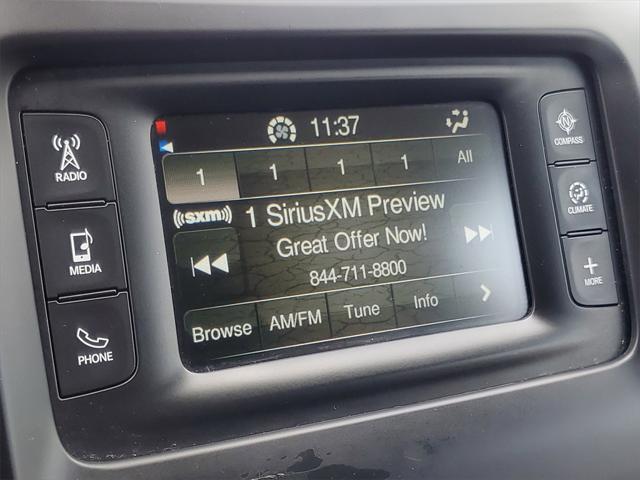 11:37
1 1 1 1 All
((sxm)) 1 SiriusXM Preview
Great Offer Now!
844-711-8800
Browse AM/FM Tune Info
RADIO
MEDIA
PHONE
N
COMPASS
CLIMATE
+
MORE